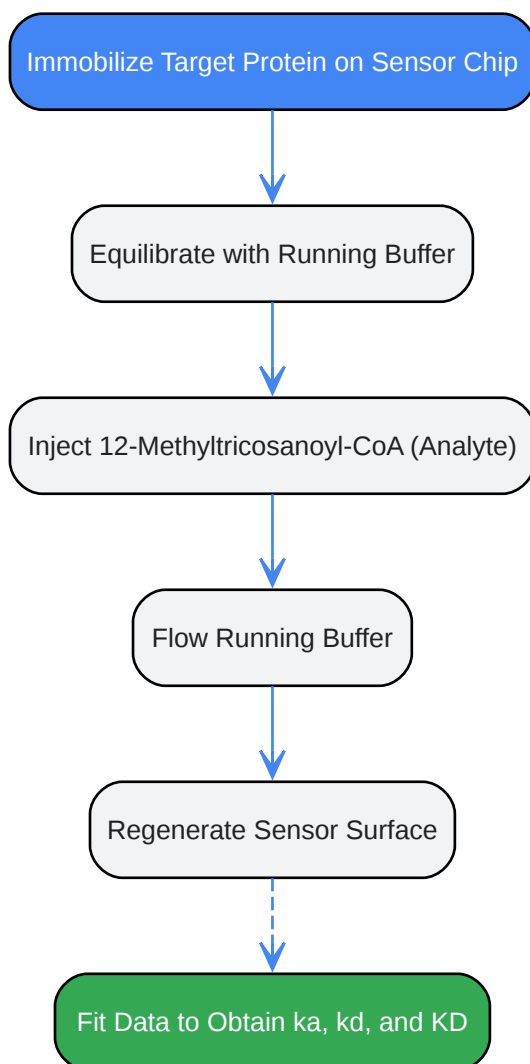 Immobilize Target Protein on Sensor Chip
Equilibrate with Running Buffer
Inject 12-Methyltricosanoyl-CoA (Analyte)
Flow Running Buffer
Regenerate Sensor Surface
Fit Data to Obtain ka, kd, and KD